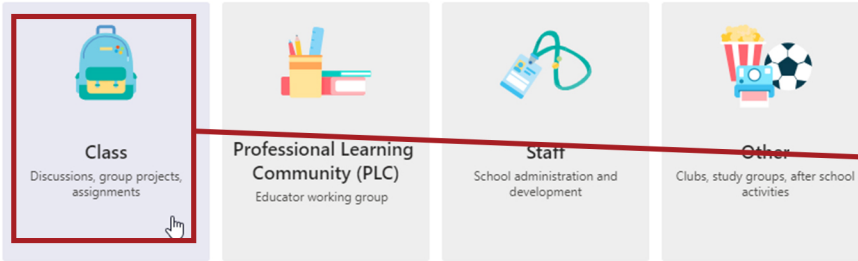 Class
Discussions, group projects,
assignments
Professional Learning
Community (PLC)
Educator working group
Staff
School administration and
development
Other
Clubs, study groups, after school
activities